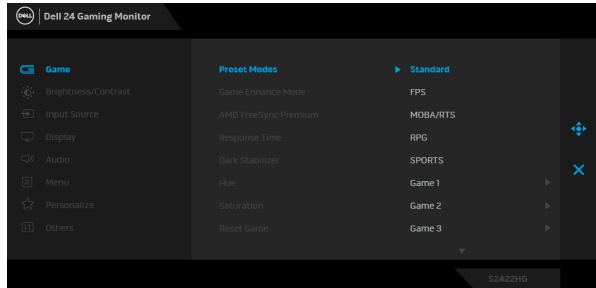 DELL
Dell 24 Gaming Monitor
Game
Brightness/Contrast
Input Source
Display
Audio
Menu
Personalize
Others
Preset Modes
Game Enhance Mode
AMD FreeSync Premium
Response Time
Dark Stabilizer
Hue
Saturation
Reset Game
Standard
FPS
MOBA/RTS
RPG
SPORTS
Game 1
Game 2
Game 3
S2422HG